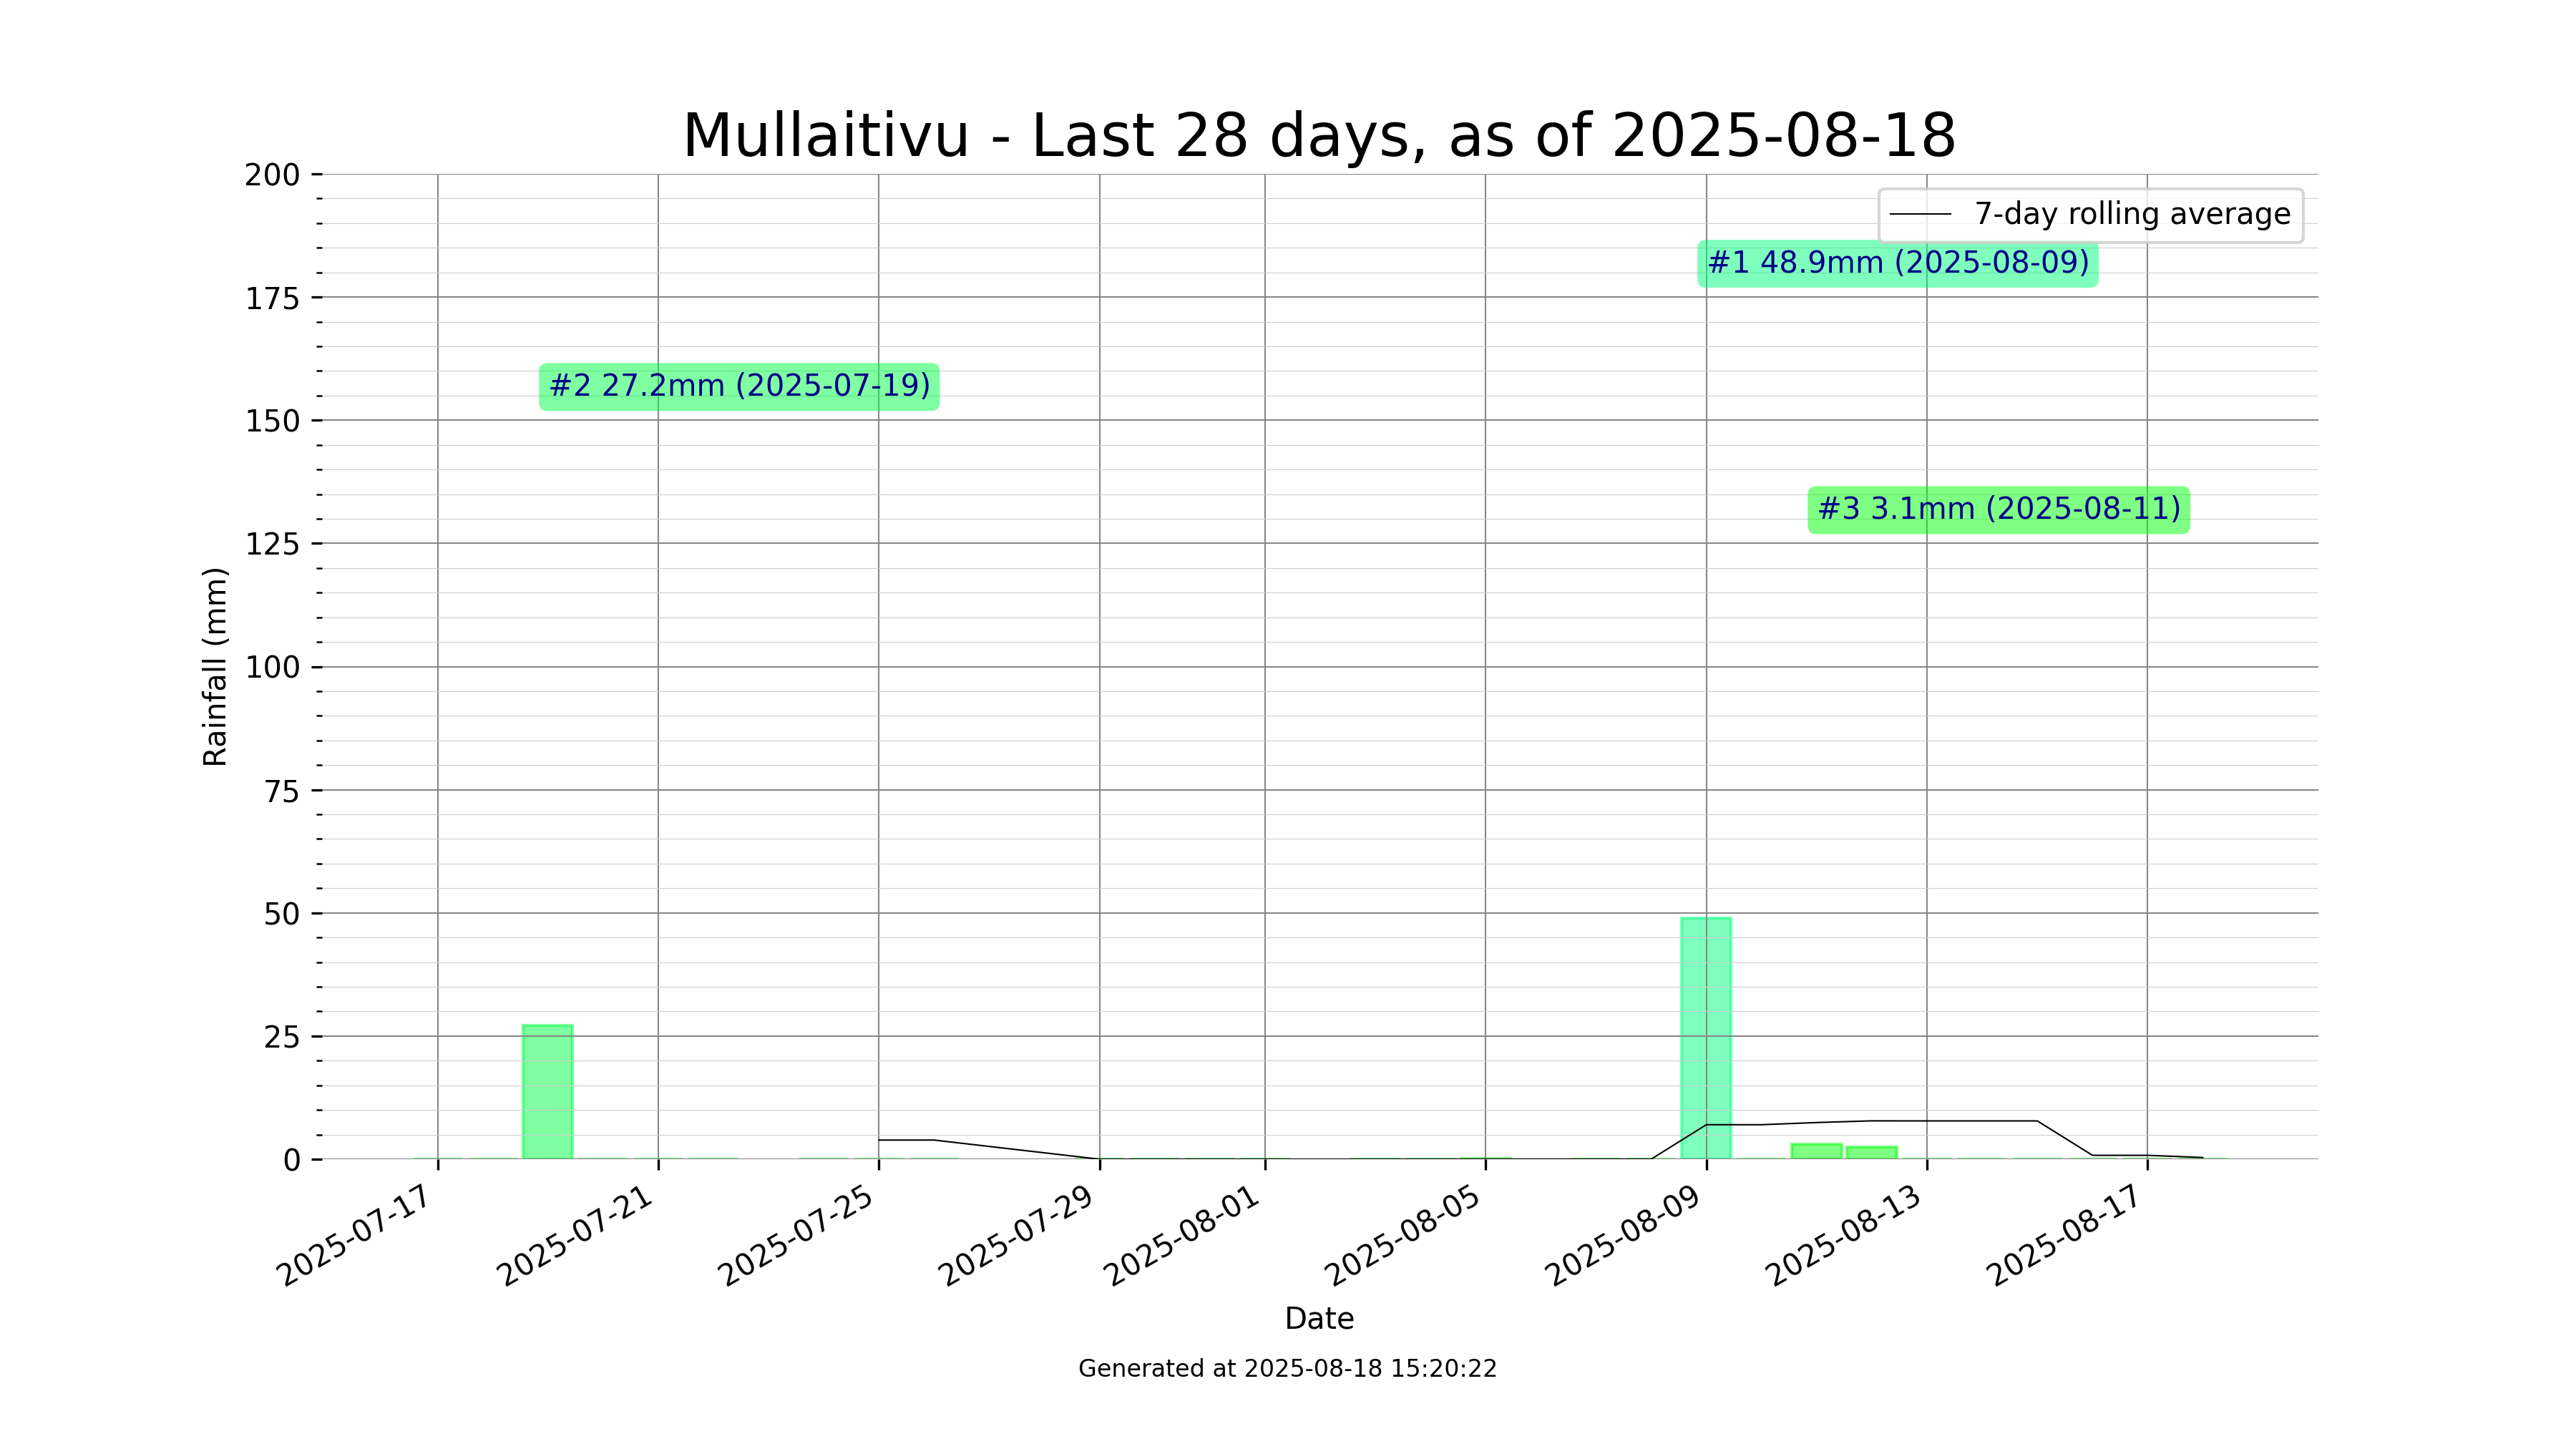 Mullaitivu - Last 28 days, as of 2025-08-18
200
175
150
125
100
75
50
25
0
Rainfall (mm)
7-day rolling average
#1 48.9mm (2025-08-09)
#2 27.2mm (2025-07-19)
#3 3.1mm (2025-08-11)
2025-07-17
2025-07-21
2025-07-25
2025-07-29
2025-08-01
2025-08-05
2025-08-09
2025-08-13
2025-08-17
Date
Generated at 2025-08-18 15:20:22